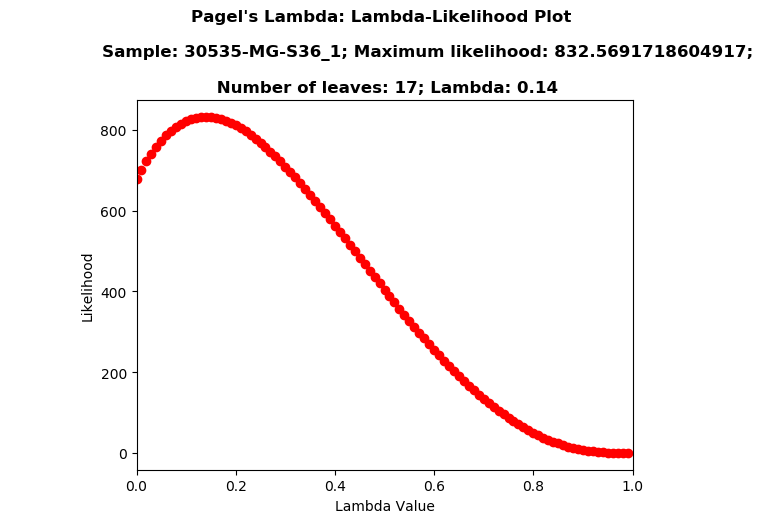 Pagel's Lambda: Lambda-Likelihood Plot
Sample: 30535-MG-S36_1; Maximum likelihood: 832.5691718604917;
Number of leaves: 17; Lambda: 0.14
800
600
400
200
0
Likelihood
0.0 0.2 0.4 0.6 0.8 1.0
Lambda Value